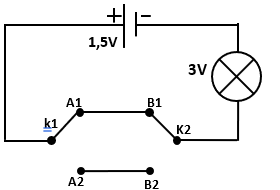 + −
1,5V
3V
A1 B1
k1 K2
A2 B2